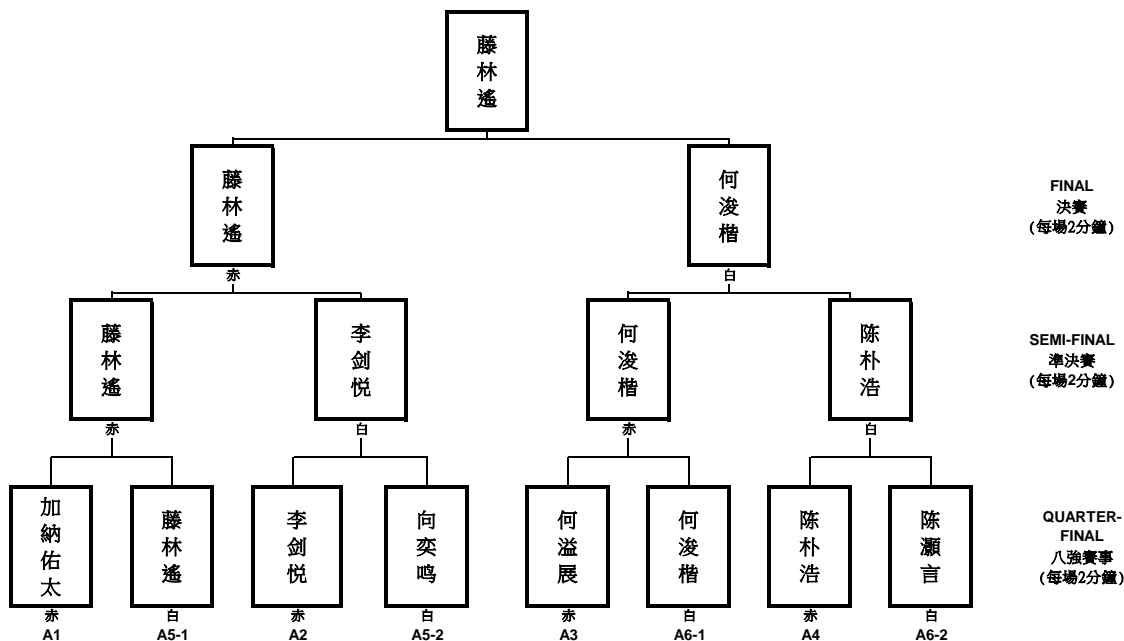 藤林遙
藤林遙
何浚楷
FINAL
決賽
(每場2分鐘)
赤
白
藤林遙
李剑悦
何浚楷
陈朴浩
SEMI-FINAL
準決賽
(每場2分鐘)
赤
白
赤
白
加納佑太
藤林遙
李剑悦
向奕鸣
何溢展
何浚楷
陈朴浩
陈灏言
QUARTER-
FINAL
八強賽事
(每場2分鐘)
赤
白
赤
白
赤
白
赤
白
A1
A5-1
A2
A5-2
A3
A6-1
A4
A6-2